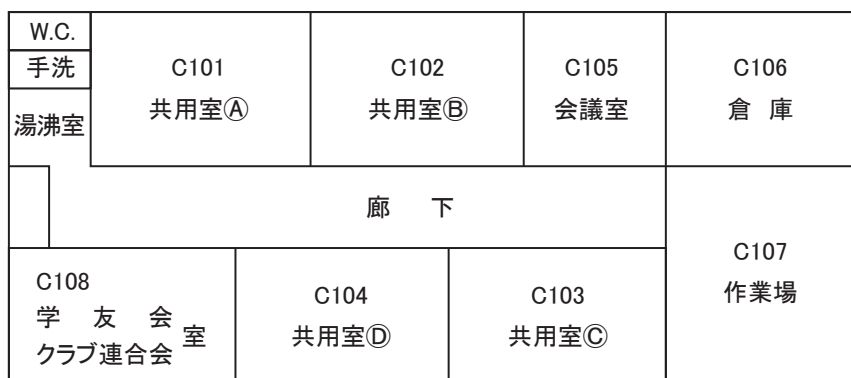 W.C.
手洗
湯沸室
C101
共用室Ⓐ
C102
共用室Ⓑ
C105
会議室
C106
倉 庫
廊 下
C107
作業場
C108
学 友 会
クラブ連合会
室
C104
共用室Ⓓ
C103
共用室Ⓒ